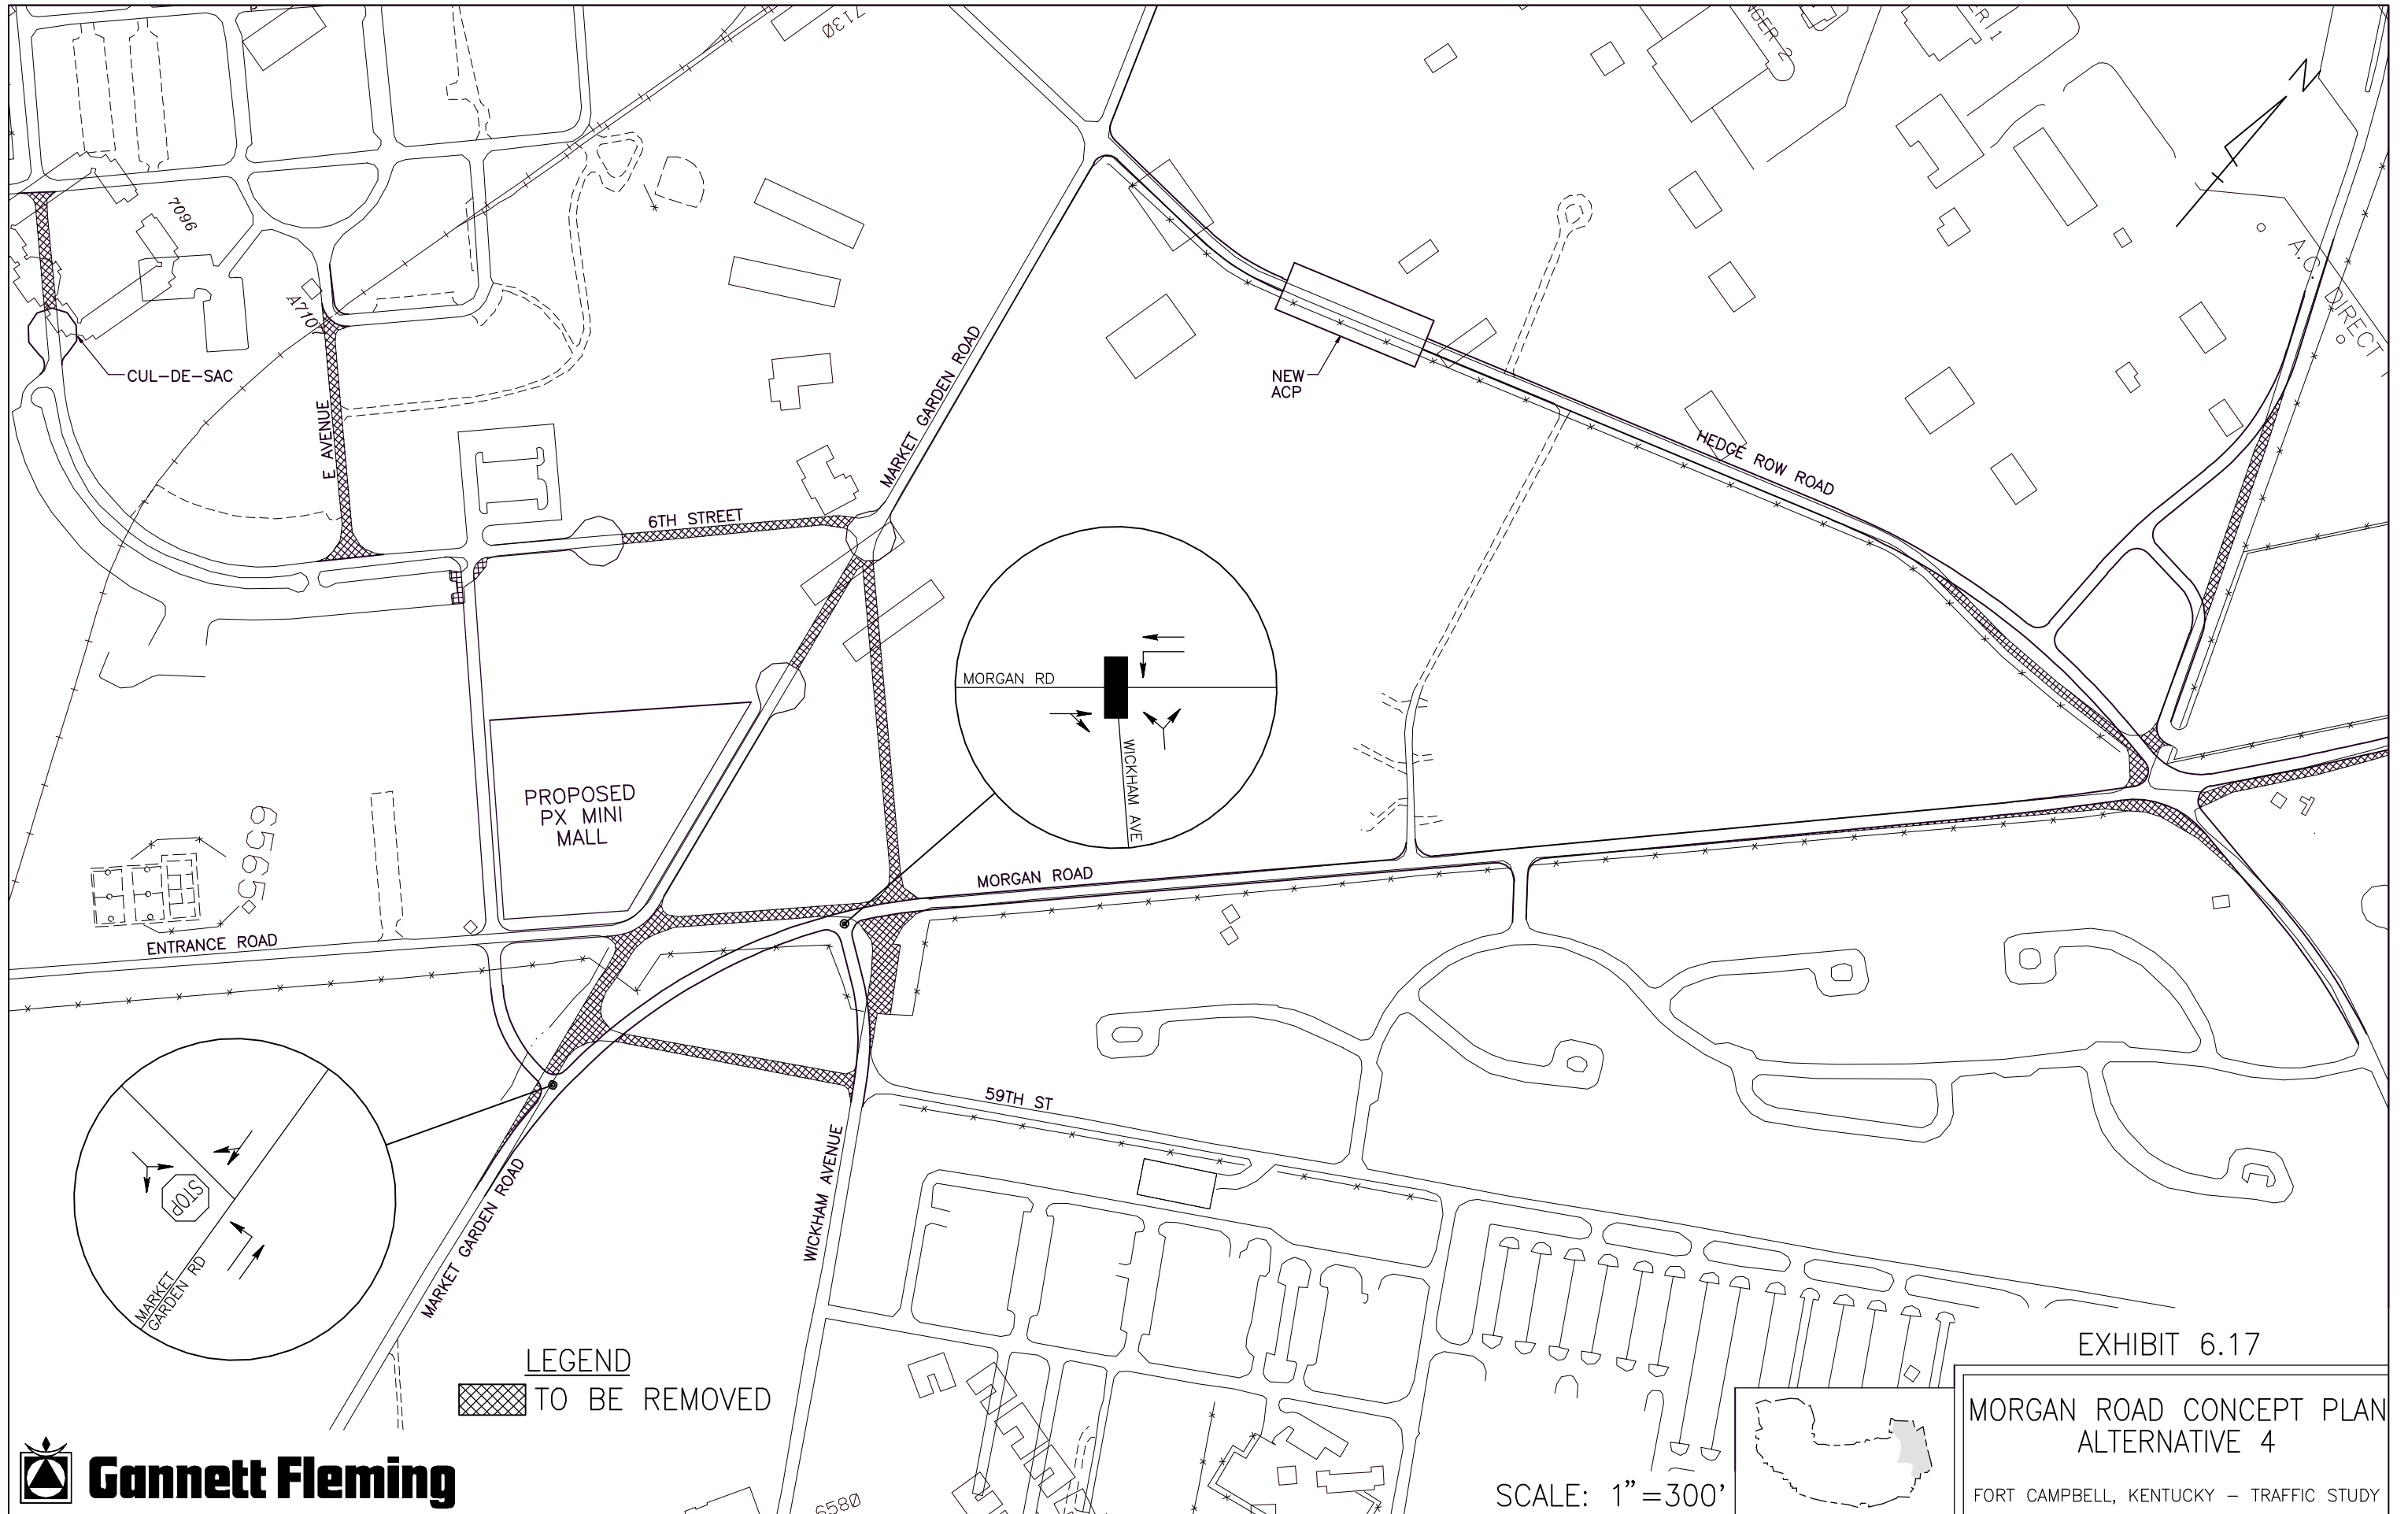 7130
7096
A7101
CUL-DE-SAC
E AVENUE
MARKET GARDEN ROAD
NEW
ACP
HEDGE ROW ROAD
N
A.C.
DIRECT
6TH STREET
MORGAN RD
WICKHAM AVE
PROPOSED
PX MINI
MALL
6565
MORGAN ROAD
ENTRANCE ROAD
59TH ST
STOP
MARKET
GARDEN RD
MARKET GARDEN ROAD
WICKHAM AVENUE
LEGEND
TO BE REMOVED
Gannett Fleming
6580
SCALE: 1"=300'
EXHIBIT 6.17
MORGAN ROAD CONCEPT PLAN
ALTERNATIVE 4
FORT CAMPBELL, KENTUCKY – TRAFFIC STUDY